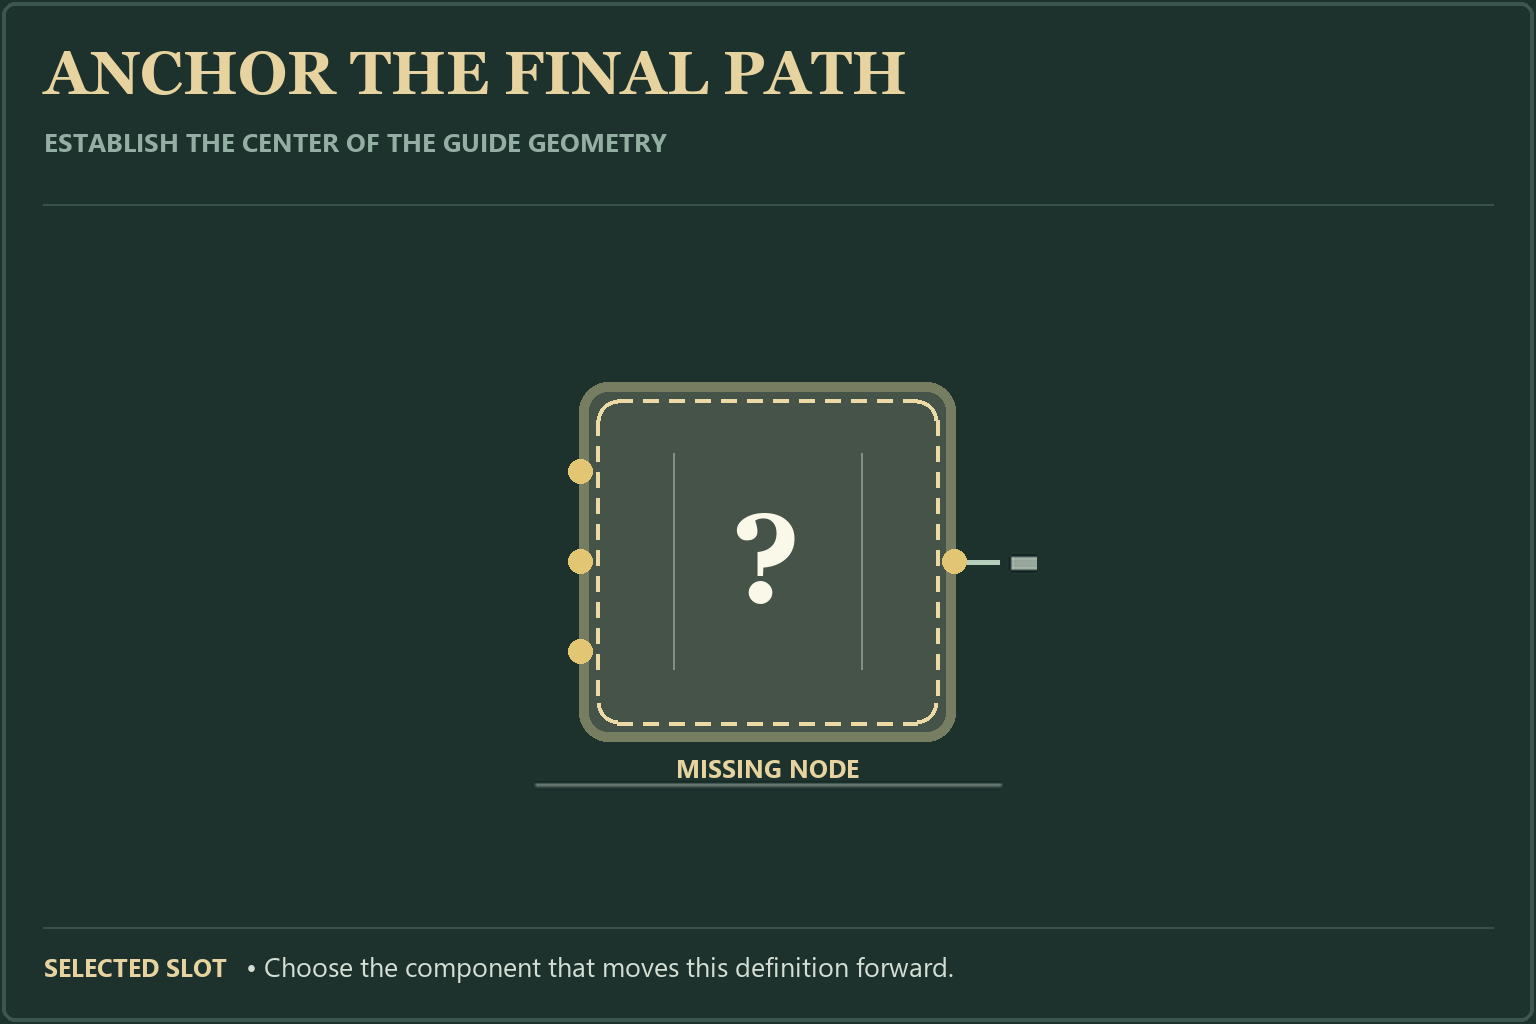 ANCHOR THE FINAL PATH
ESTABLISH THE CENTER OF THE GUIDE GEOMETRY
?
MISSING NODE
SELECTED SLOT • Choose the component that moves this definition forward.